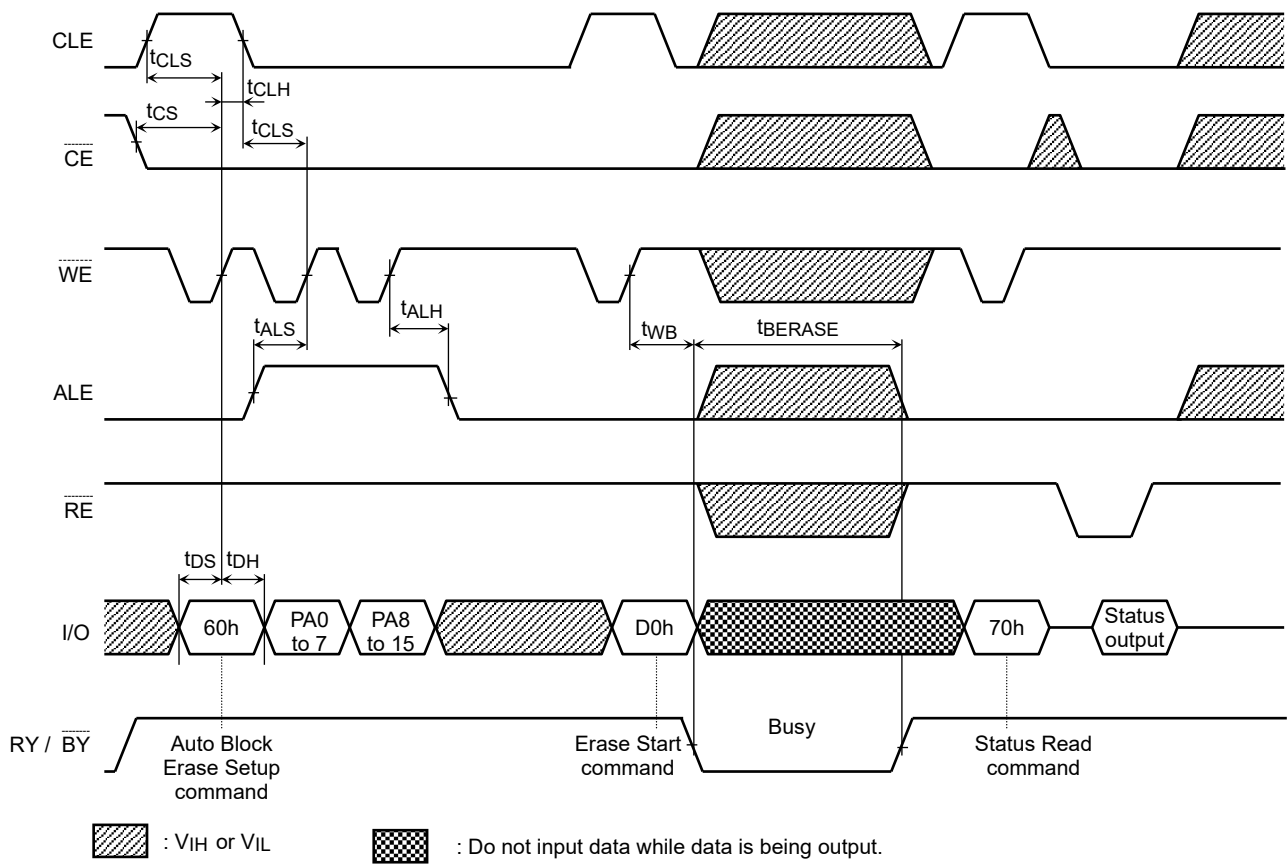 CLE
tCLS
tCLH
tCS
tCLS
CE
WE
tALS
tALH
tWB
tBERASE
ALE
RE
tDS
tDH
I/O
60h
PA0
to 7
PA8
to 15
D0h
70h
Status
output
RY / BY
Busy
Auto Block
Erase Setup
command
Erase Start
command
Status Read
command
: VIH or VIL
: Do not input data while data is being output.